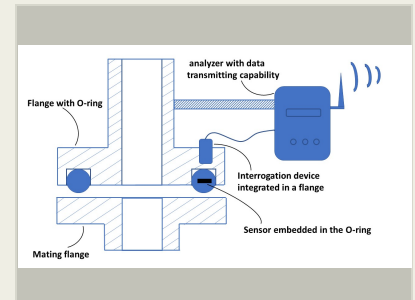 analyzer with data
transmitting capability
Flange with O-ring
Interrogation device
integrated in a flange
Sensor embedded in the O-ring
Mating flange